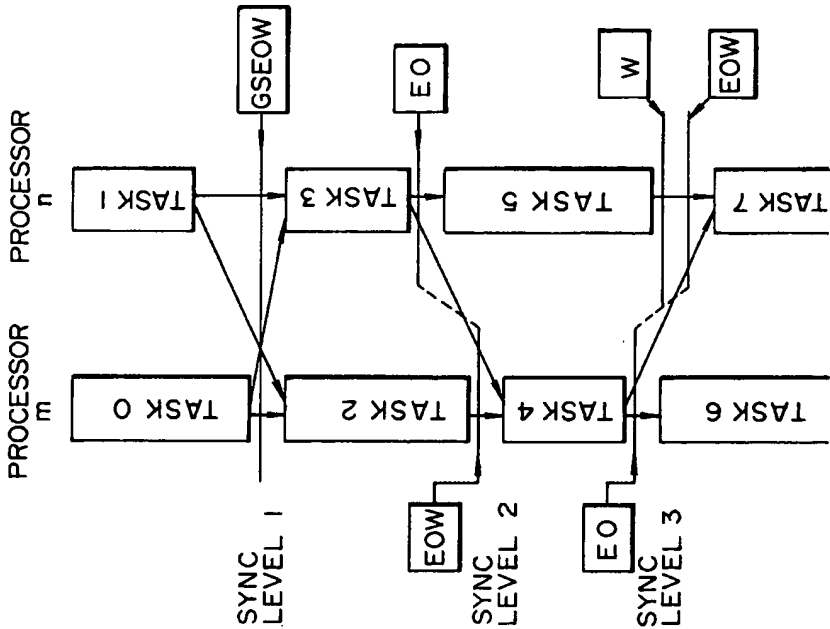 PROCESSOR
m
PROCESSOR
n
TASK 0
TASK 1
SYNC
LEVEL 1
GSEOW
TASK 2
TASK 3
EO
EOW
SYNC
LEVEL 2
TASK 4
TASK 5
W
EO
SYNC
LEVEL 3
EOW
TASK 6
TASK 7